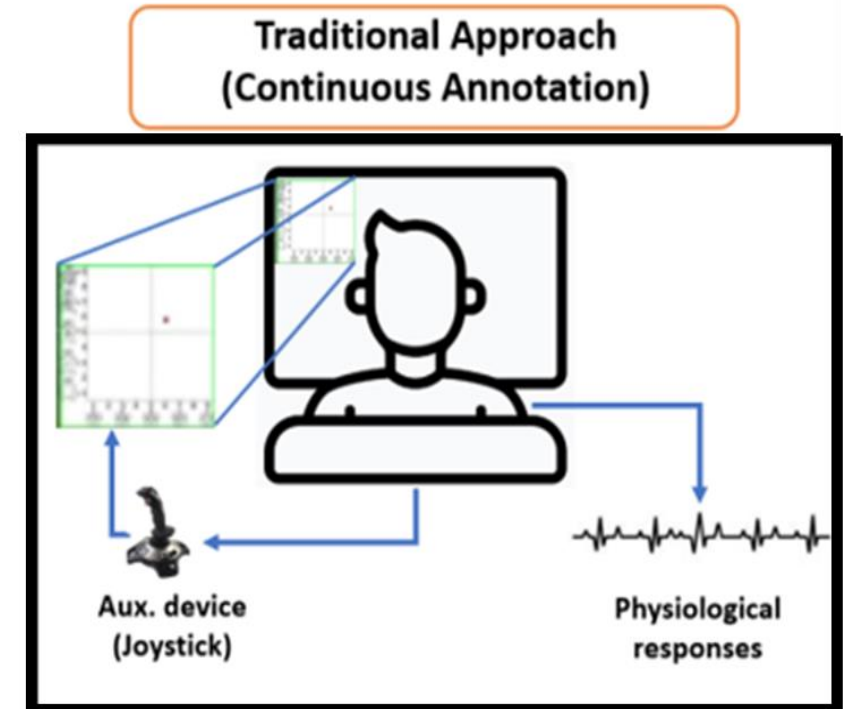 Traditional Approach
(Continuous Annotation)
Aux. device
(Joystick)
Physiological
responses